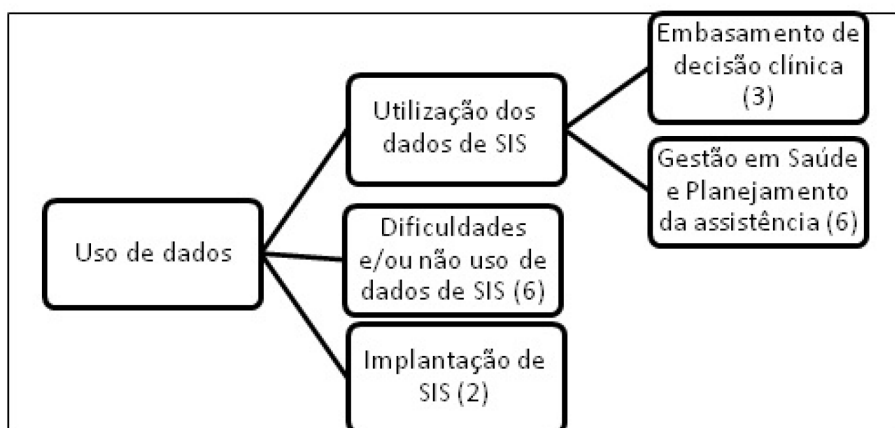 Uso de dados
Utilização dos
dados de SIS
Embasamento de
decisão clínica
(3)
Gestão em Saúde
e Planejamento
da assistência (6)
Dificuldades
e/ou não uso de
dados de SIS (6)
Implantação de
SIS (2)